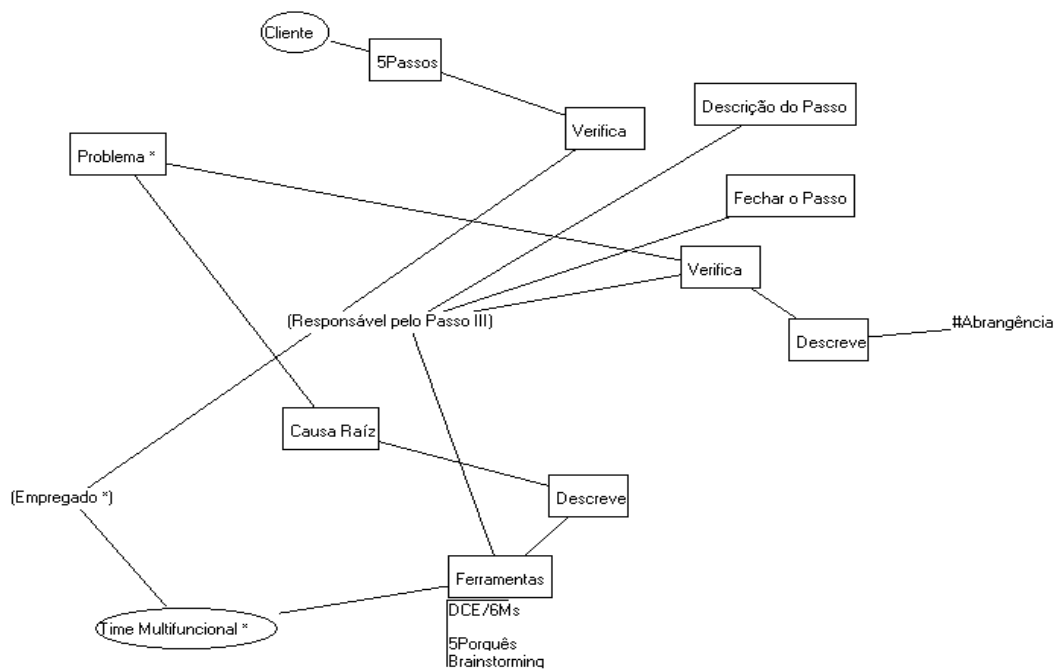 Cliente
5Passos
Descrição do Passo
Verifica
Problema *
Fechar o Passo
Verifica
(Responsável pelo Passo III)
#Abrangência
Descreve
Causa Raíz
(Empregado *)
Descreve
Ferramentas
DCE/6Ms
Time Multifuncional *
5Porquês
Brainstorming